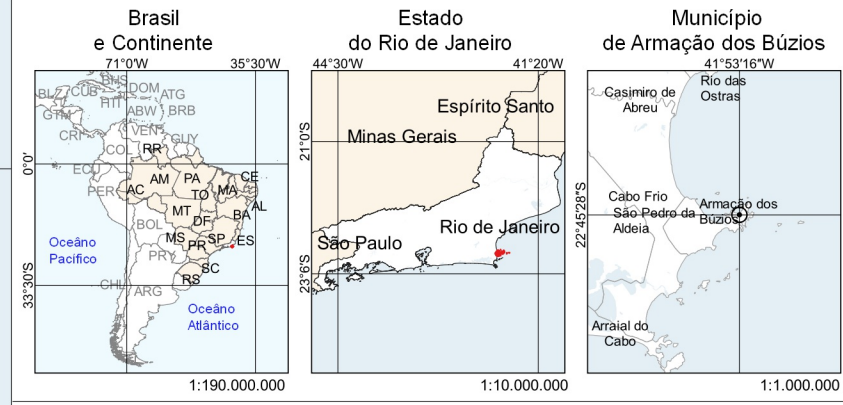 Brasil
e Continente
71°0'W
35°30'W
BHS
BLZ
CUB
DOM
ATG
HTI
GTM
ABW
BRB
CRI
VEN
GUY
COL
RR
0°0'
ECU
AM
PA
CE
PER
AC
TO
MA
AL
MT
BA
BOL
DF
MS
SP
ES
PR
Oceâno
Pacífico
PRY
SC
33°30'S
CHL
ARG
RS
Oceâno
Atlântico
1:190.000.000
Estado
do Rio de Janeiro
44°30'W
41°20'W
Espírito Santo
Minas Gerais
21°0'S
Rio de Janeiro
São Paulo
23°6'S
1:10.000.000
Município
de Armação dos Búzios
41°53'16"W
Rio das
Ostras
Casimiro de
Abreu
Cabo Frio
Armação dos
Búzios
São Pedro da
Aldeia
22°45'28"S
Arraial do
Cabo
1:1.000.000